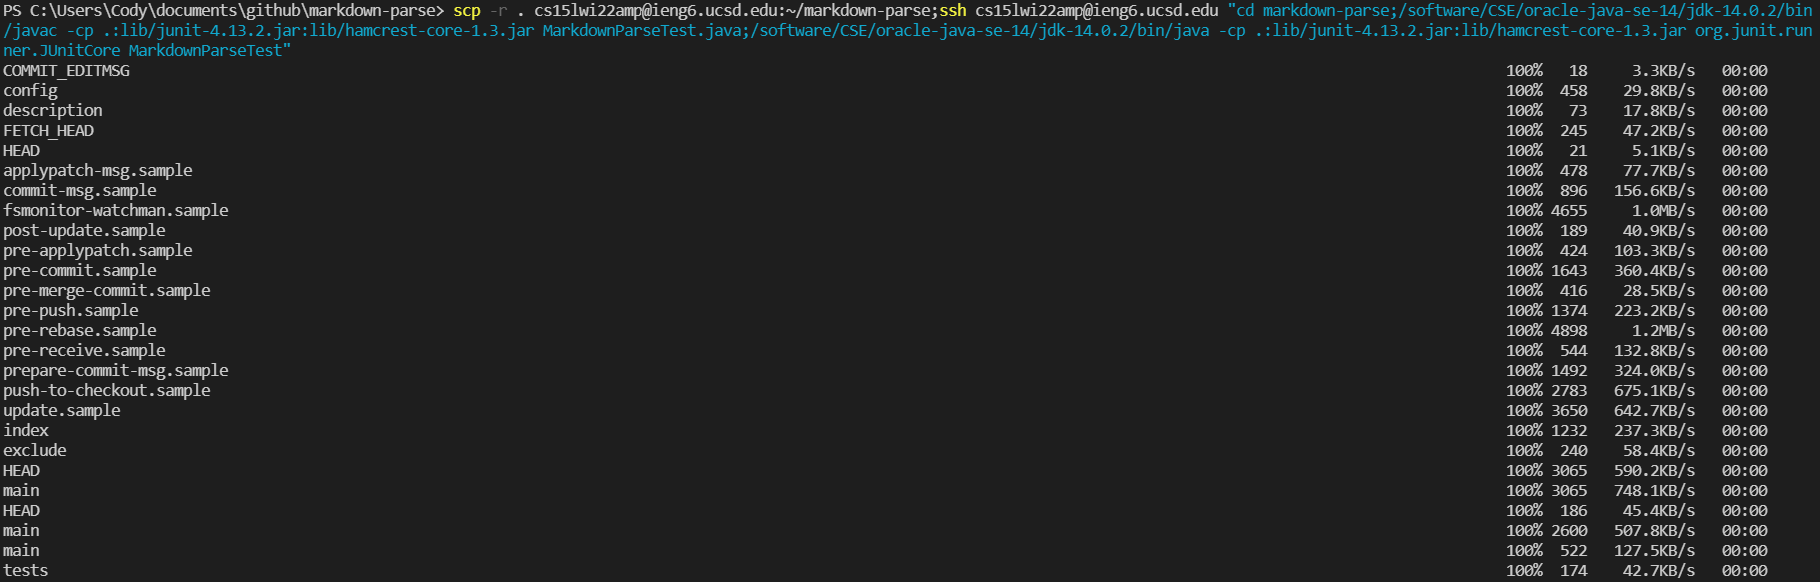 PS C:\Users\Cody\documents\github\markdown-parse> scp -r . cs15lwi22amp@ieng6.ucsd.edu:~/markdown-parse;ssh cs15lwi22amp@ieng6.ucsd.edu "cd markdown-parse;/software/CSE/oracle-java-se-14/jdk-14.0.2/bin
/javac -cp .:lib/junit-4.13.2.jar:lib/hamcrest-core-1.3.jar MarkdownParseTest.java;/software/CSE/oracle-java-se-14/jdk-14.0.2/bin/java -cp .:lib/junit-4.13.2.jar:lib/hamcrest-core-1.3.jar org.junit.run
ner.JUnitCore MarkdownParseTest"
COMMIT_EDITMSG 100% 18 3.3KB/s 00:00
config 100% 458 29.8KB/s 00:00
description 100% 73 17.8KB/s 00:00
FETCH_HEAD 100% 245 47.2KB/s 00:00
HEAD 100% 21 5.1KB/s 00:00
applypatch-msg.sample 100% 478 77.7KB/s 00:00
commit-msg.sample 100% 896 156.6KB/s 00:00
fsmonitor-watchman.sample 100% 4655 1.0MB/s 00:00
post-update.sample 100% 189 40.9KB/s 00:00
pre-applypatch.sample 100% 424 103.3KB/s 00:00
pre-commit.sample 100% 1643 360.4KB/s 00:00
pre-merge-commit.sample 100% 416 28.5KB/s 00:00
pre-push.sample 100% 1374 223.2KB/s 00:00
pre-rebase.sample 100% 4898 1.2MB/s 00:00
pre-receive.sample 100% 544 132.8KB/s 00:00
prepare-commit-msg.sample 100% 1492 324.0KB/s 00:00
push-to-checkout.sample 100% 2783 675.1KB/s 00:00
update.sample 100% 3650 642.7KB/s 00:00
index 100% 1232 237.3KB/s 00:00
exclude 100% 240 58.4KB/s 00:00
HEAD 100% 3065 590.2KB/s 00:00
main 100% 3065 748.1KB/s 00:00
HEAD 100% 186 45.4KB/s 00:00
main 100% 2600 507.8KB/s 00:00
main 100% 522 127.5KB/s 00:00
tests 100% 174 42.7KB/s 00:00